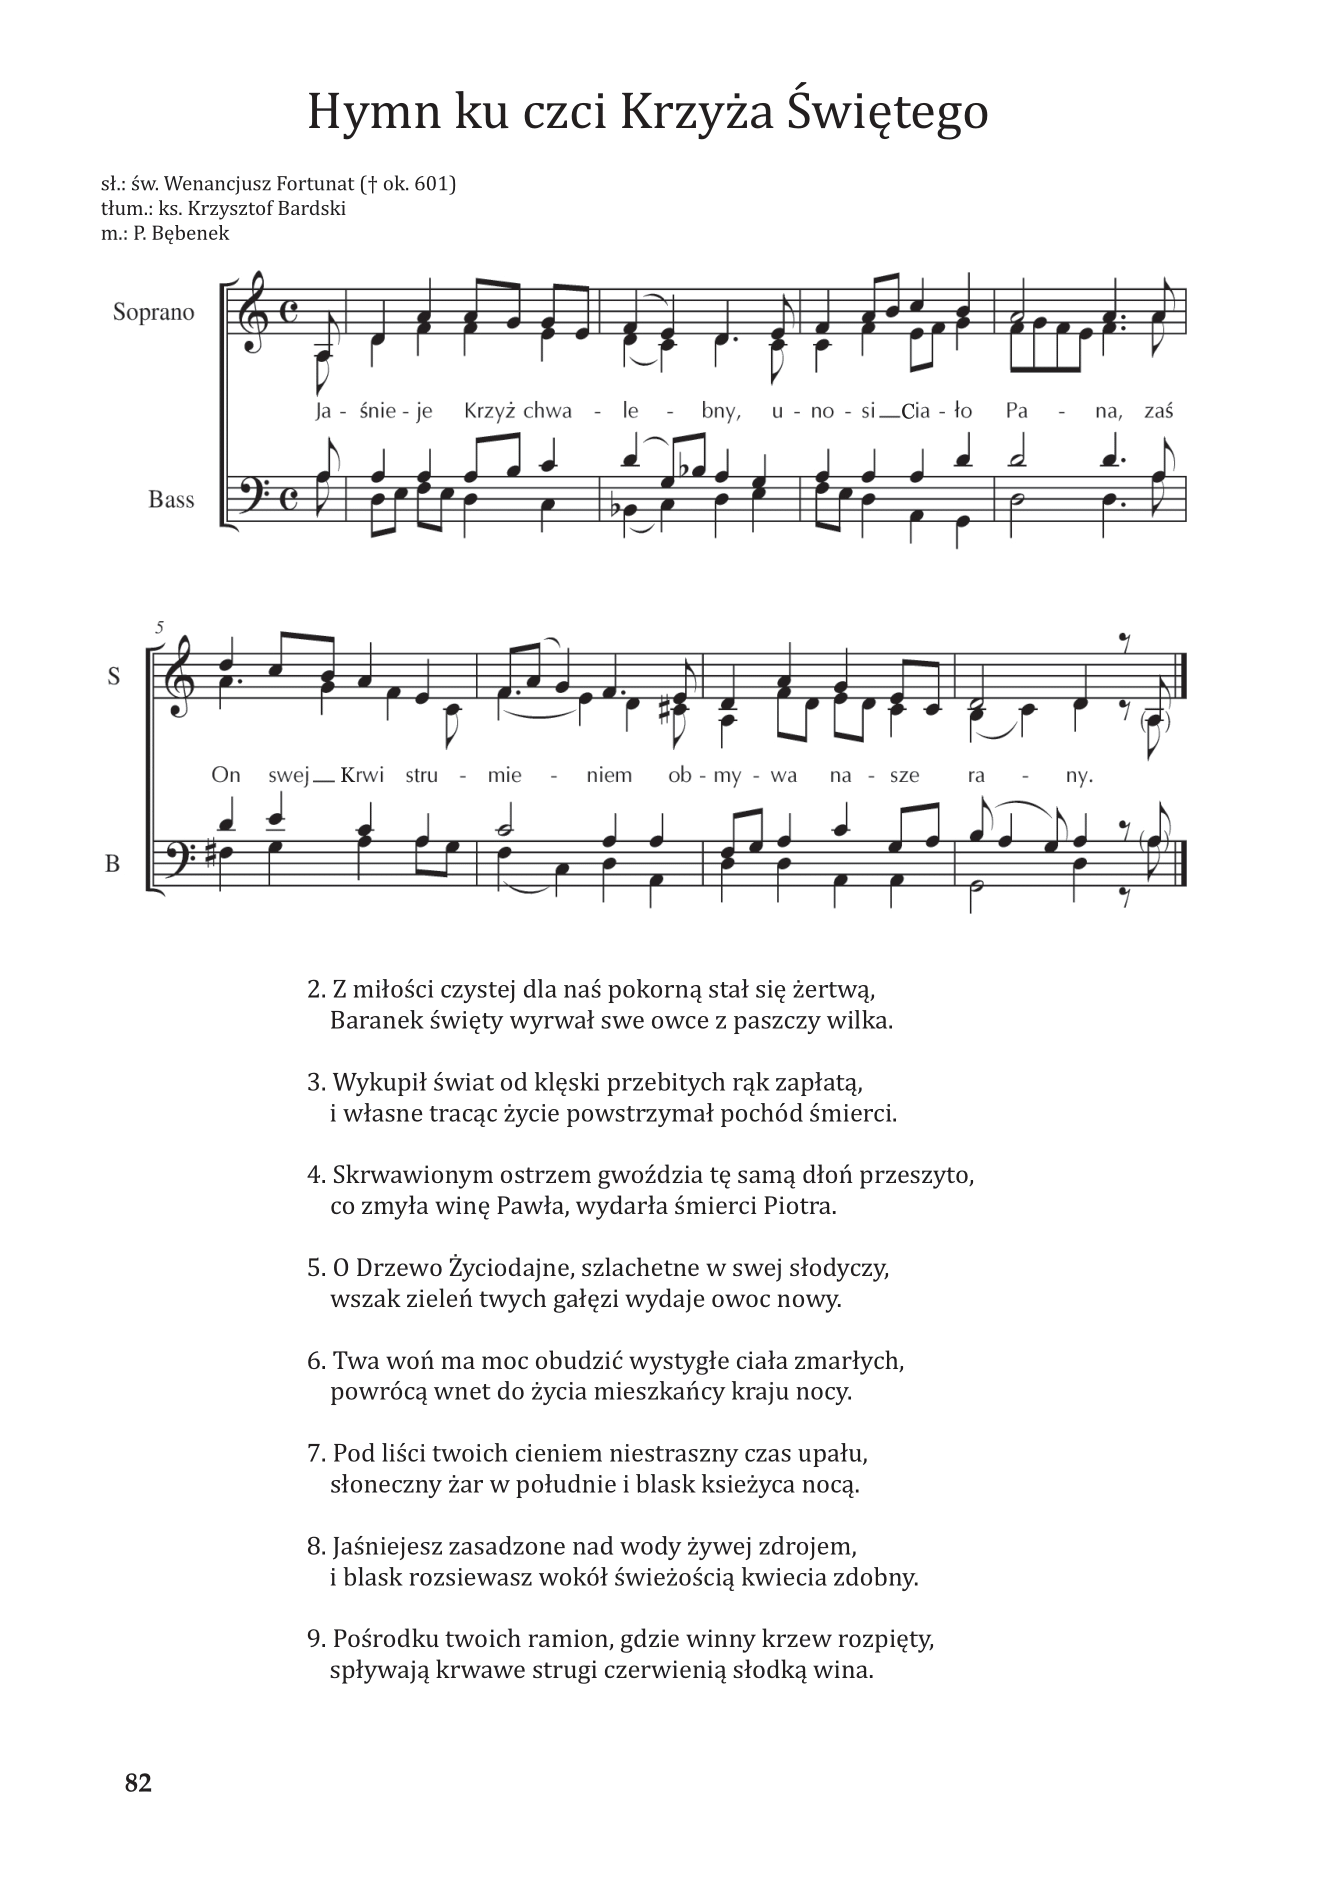 Hymn ku czci Krzyża Świętego
sł.: św. Wenancjusz Fortunat († ok. 601)
tłum.: ks. Krzysztof Bardski
m.: P. Bębenek
Soprano
Ja - śnie - je Krzyż chwa - le - bny, u - no - si Cia - ło Pa - na, zaś
Bass
5
S
On swej Krwi stru - mie - niem ob - my - wa na - sze ra - ny.
B
2. Z miłości czystej dla naś pokorną stał się żertwą,
Baranek święty wyrwał swe owce z paszczy wilka.
3. Wykupił świat od klęski przebitych rąk zapłatą,
i własne tracąc życie powstrzymał pochód śmierci.
4. Skrwawionym ostrzem gwoździa tę samą dłoń przeszyto,
co zmyła winę Pawła, wydarła śmierci Piotra.
5. O Drzewo Życiodajne, szlachetne w swej słodyczy,
wszak zieleń twych gałęzi wydaje owoc nowy.
6. Twa woń ma moc obudzić wystygłe ciała zmarłych,
powrócą wnet do życia mieszkańcy kraju nocy.
7. Pod liści twoich cieniem niestraszny czas upału,
słoneczny żar w południe i blask ksieżyca nocą.
8. Jaśniejesz zasadzone nad wody żywej zdrojem,
i blask rozsiewasz wokół świeżością kwiecia zdobny.
9. Pośrodku twoich ramion, gdzie winny krzew rozpięty,
spływają krwawe strugi czerwienią słodką wina.
82